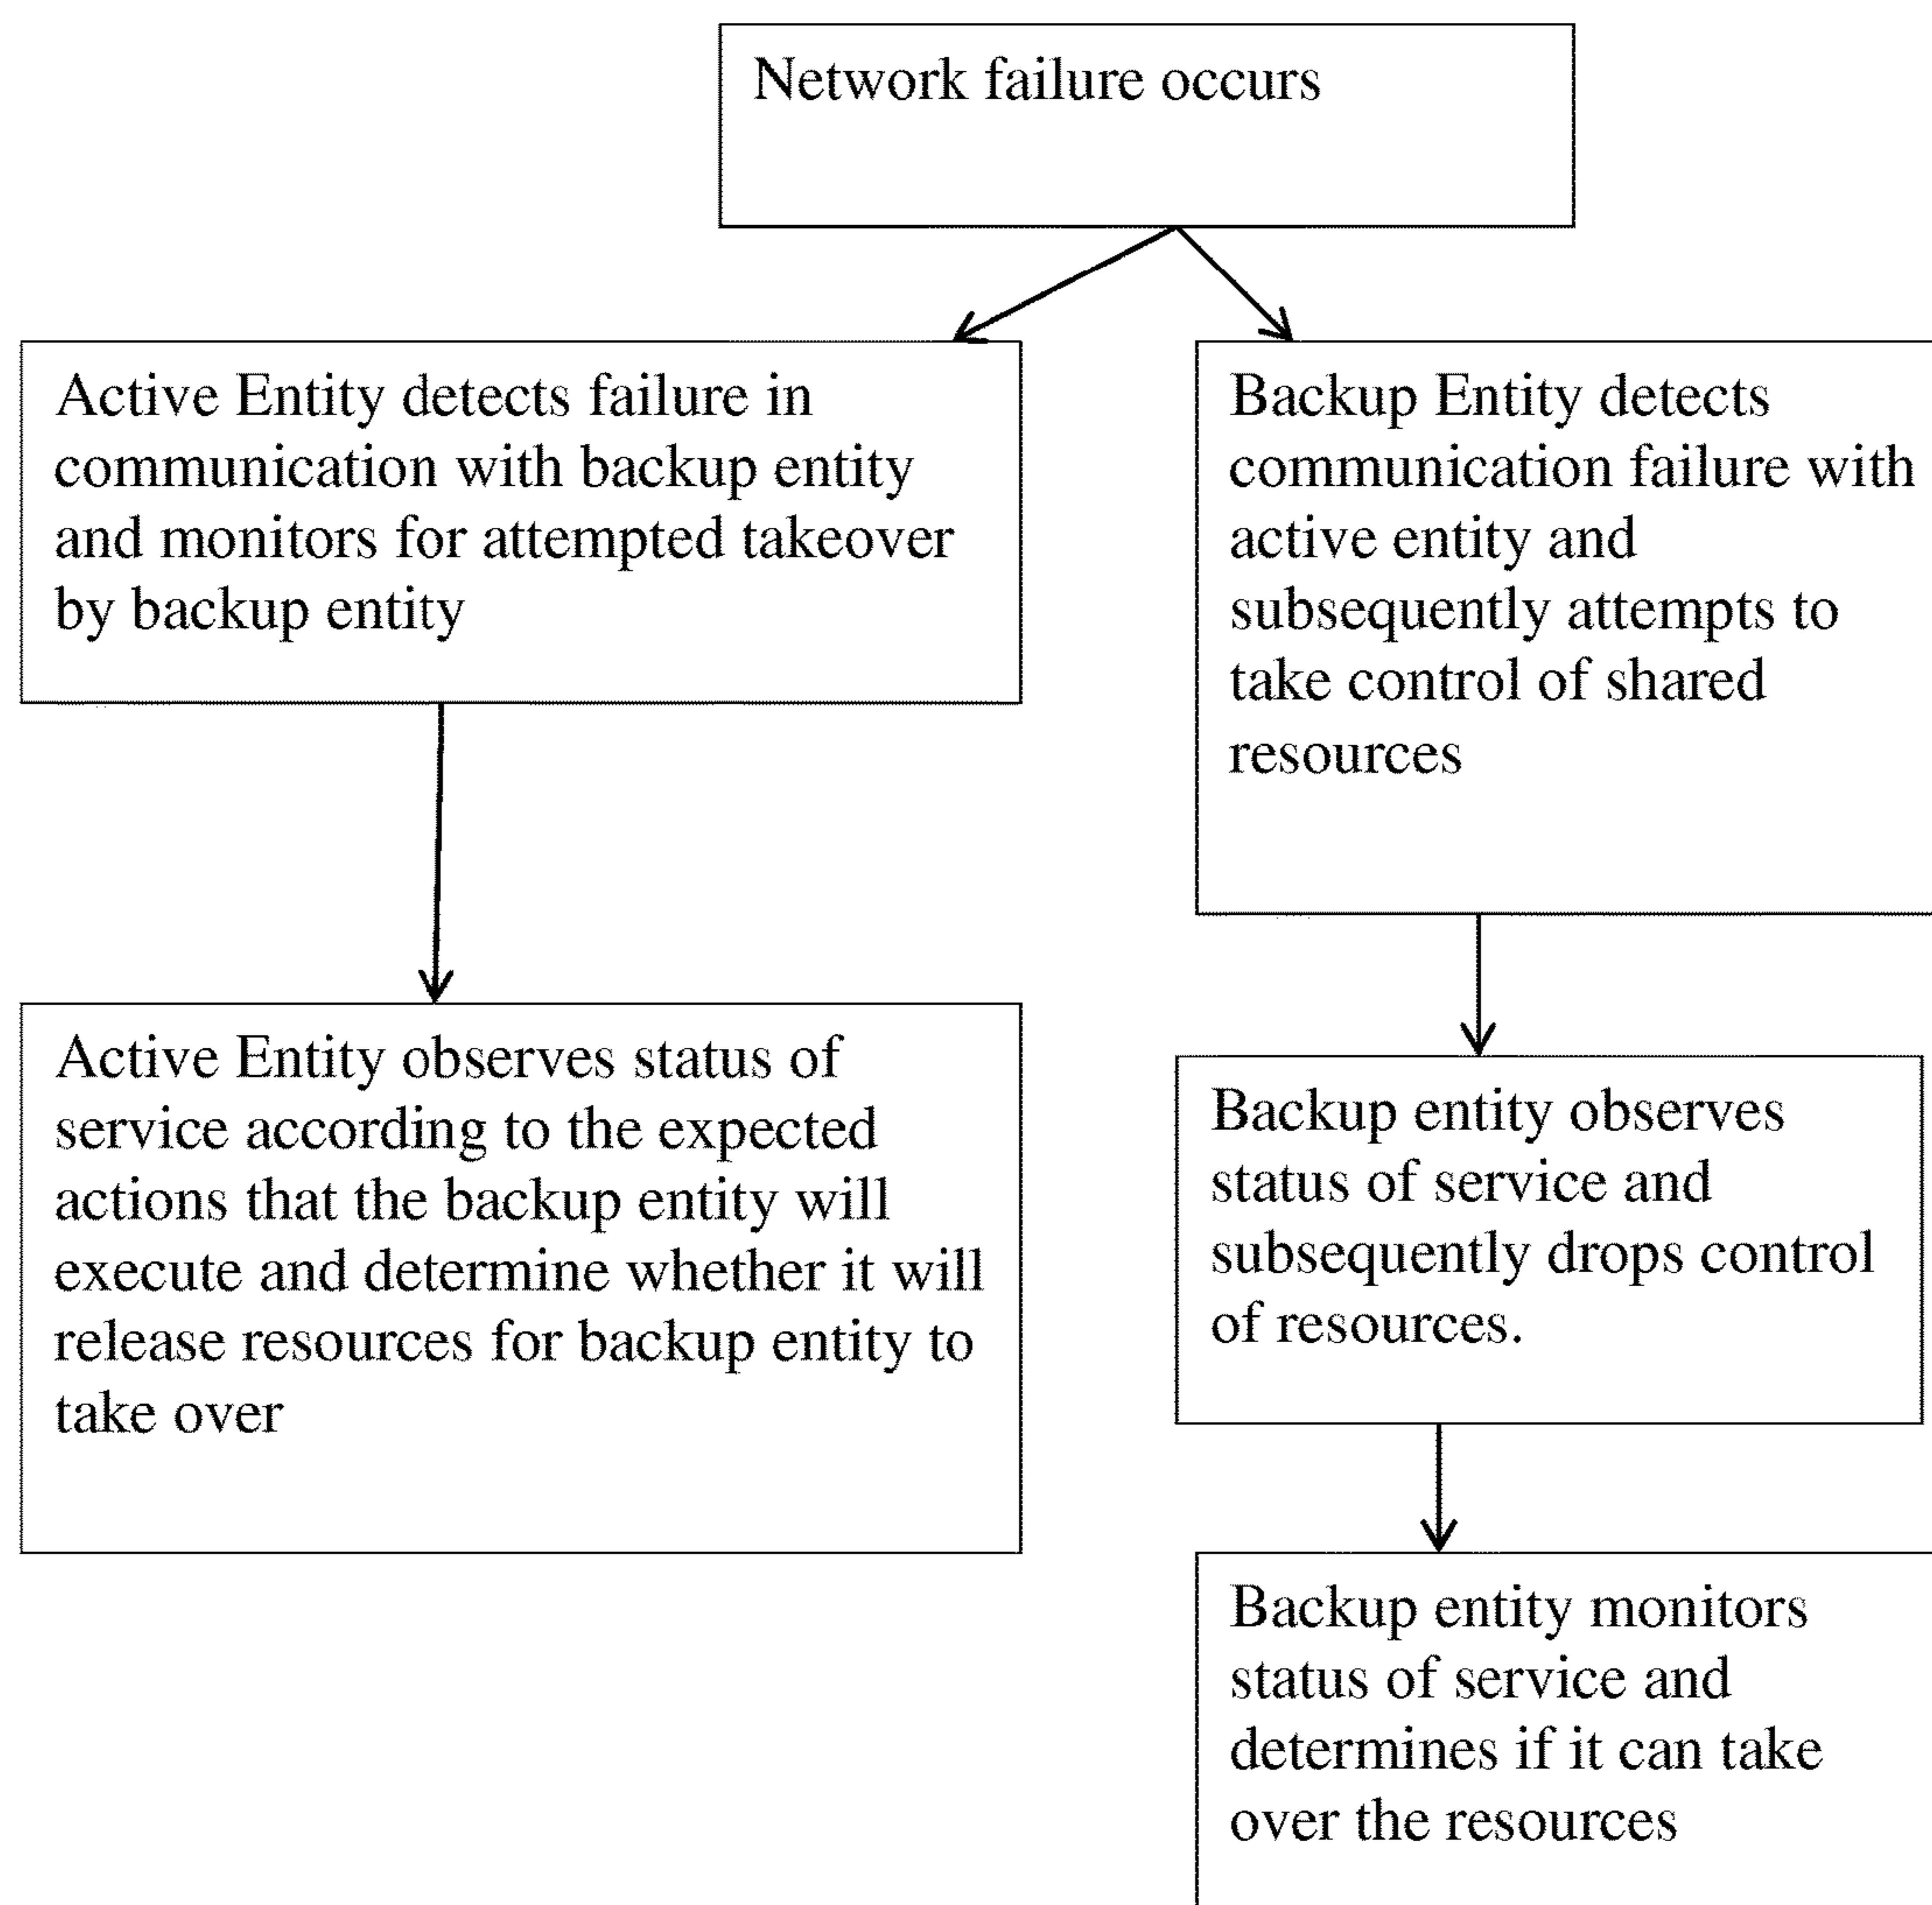 Network failure occurs
Active Entity detects failure in
communication with backup entity
and monitors for attempted takeover
by backup entity
Backup Entity detects
communication failure with
active entity and
subsequently attempts to
take control of shared
resources
Active Entity observes status of
service according to the expected
actions that the backup entity will
execute and determine whether it will
release resources for backup entity to
take over
Backup entity observes
status of service and
subsequently drops control
of resources.
Backup entity monitors
status of service and
determines if it can take
over the resources